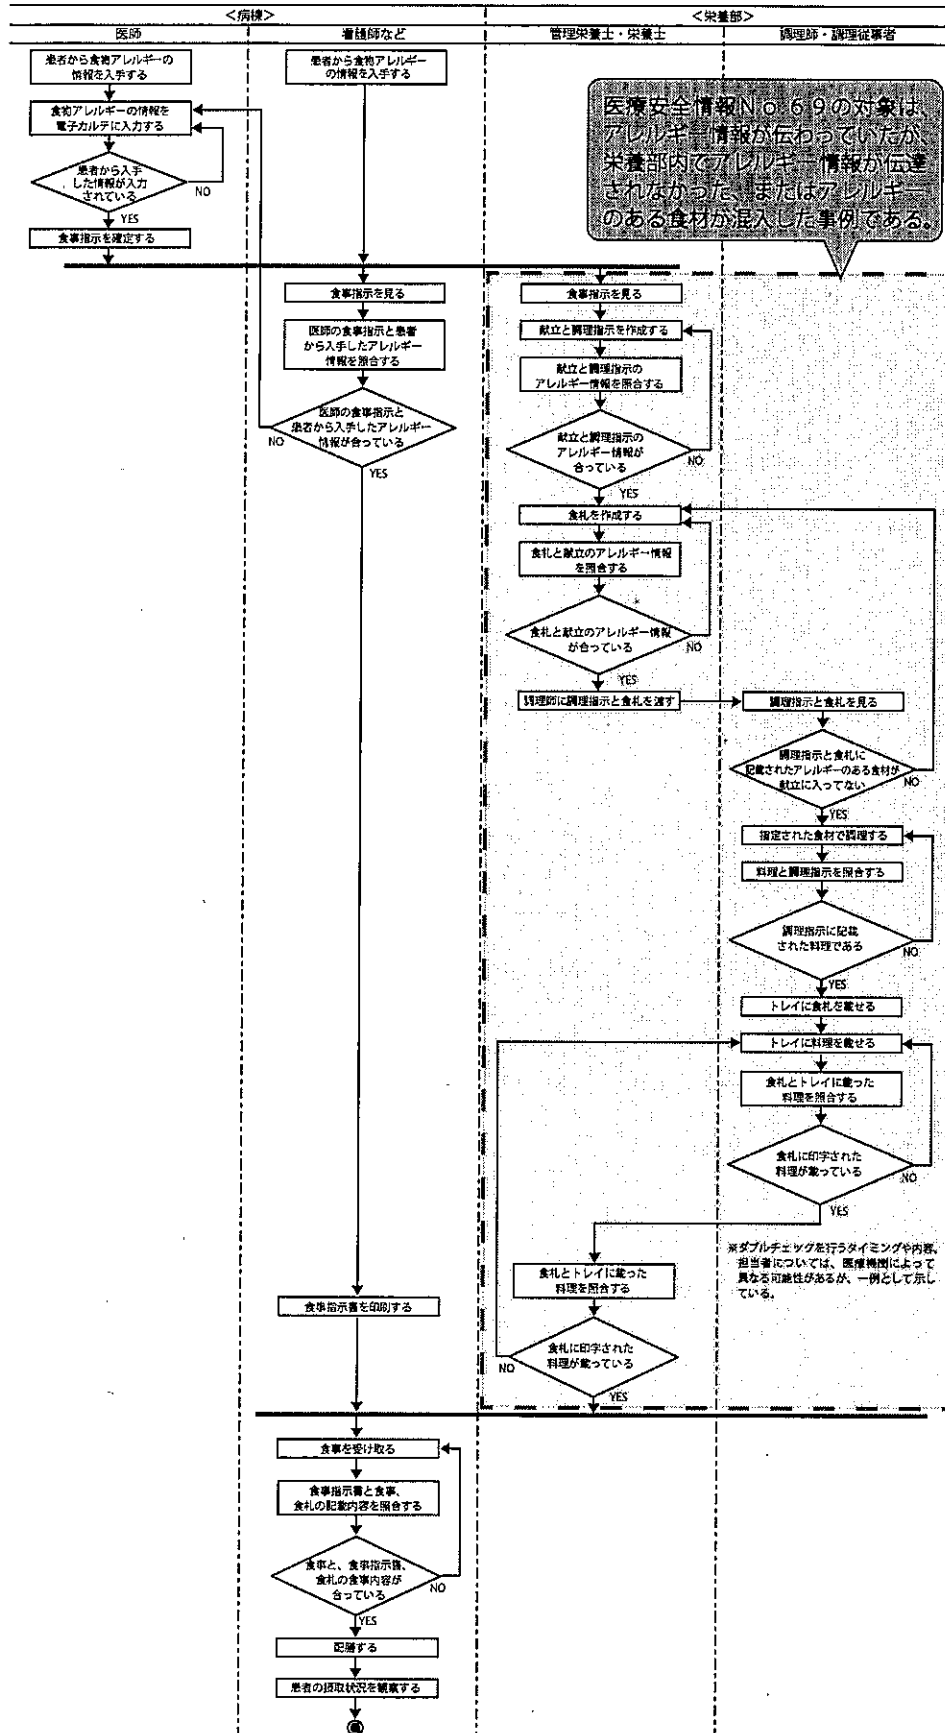 <病棟>
<栄養部>
医師
看護師など
管理栄養士・栄養士
調理師・調理従事者
患者から食物アレルギーの
情報を入手する
食物アレルギーの情報を
電子カルテに入力する
患者から入手
した情報が入力
されている
NO
YES
食事指示を確定する
患者から食物アレルギー
の情報を入手する
医療安全情報No.69の対象は、
アレルギー情報が伝わっていたが、
栄養部内でアレルギー情報が伝達
されなかった、またはアレルギー
のある食材が混入した事例である。
食事指示を見る
医師の食事指示と患者
から入手したアレルギー
情報を照合する
医師の食事指示と
患者から入手したアレルギー
情報が合っている
NO
YES
食事指示を見る
献立と調理指示を作成する
献立と調理指示の
アレルギー情報を照合する
献立と調理指示の
アレルギー情報が
合っている
NO
YES
食札を作成する
食札と献立のアレルギー情報
を照合する
食札と献立のアレルギー情報
が合っている
NO
YES
調理師に調理指示と食札を渡す
調理指示と食札を見る
調理指示と食札に
記載されたアレルギーのある食材が
献立に入ってない
NO
YES
指定された食材で調理する
料理と調理指示を照合する
調理指示に記載
された料理である
NO
YES
トレイに食札を載せる
トレイに料理を載せる
食札とトレイに載った
料理を照合する
食札に印字された
料理が載っている
NO
YES
※ダブルチェックを行うタイミングや内容、
担当者については、医療機関によって
異なる可能性があるが、一例として示し
ている。
食札とトレイに載った
料理を照合する
食札に印字された
料理が載っている
NO
YES
食事指示書を印刷する
食事を受け取る
食事指示書と食事、
食札の記載内容を照合する
食事と、食事指示書、
食札の食事内容が
合っている
NO
YES
配膳する
患者の摂取状況を観察する